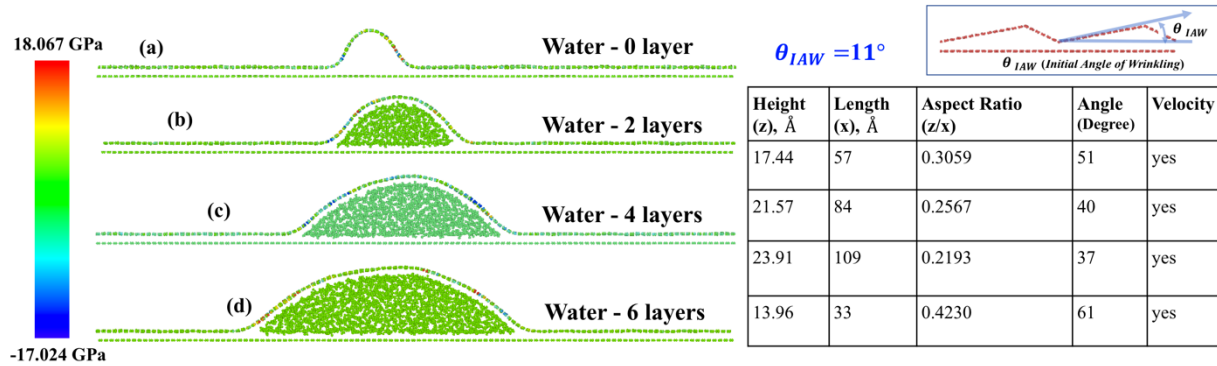 18.067 GPa
-17.024 GPa
(a)
Water - 0 layer
(b)
Water - 2 layers
(c)
Water - 4 layers
(d)
Water - 6 layers
θIAW =11°
θ IAW
θ IAW (Initial Angle of Wrinkling)
Height (z), Å Length (x), Å Aspect Ratio (z/x) Angle (Degree) Velocity
17.44 57 0.3059 51 yes
21.57 84 0.2567 40 yes
23.91 109 0.2193 37 yes
13.96 33 0.4230 61 yes